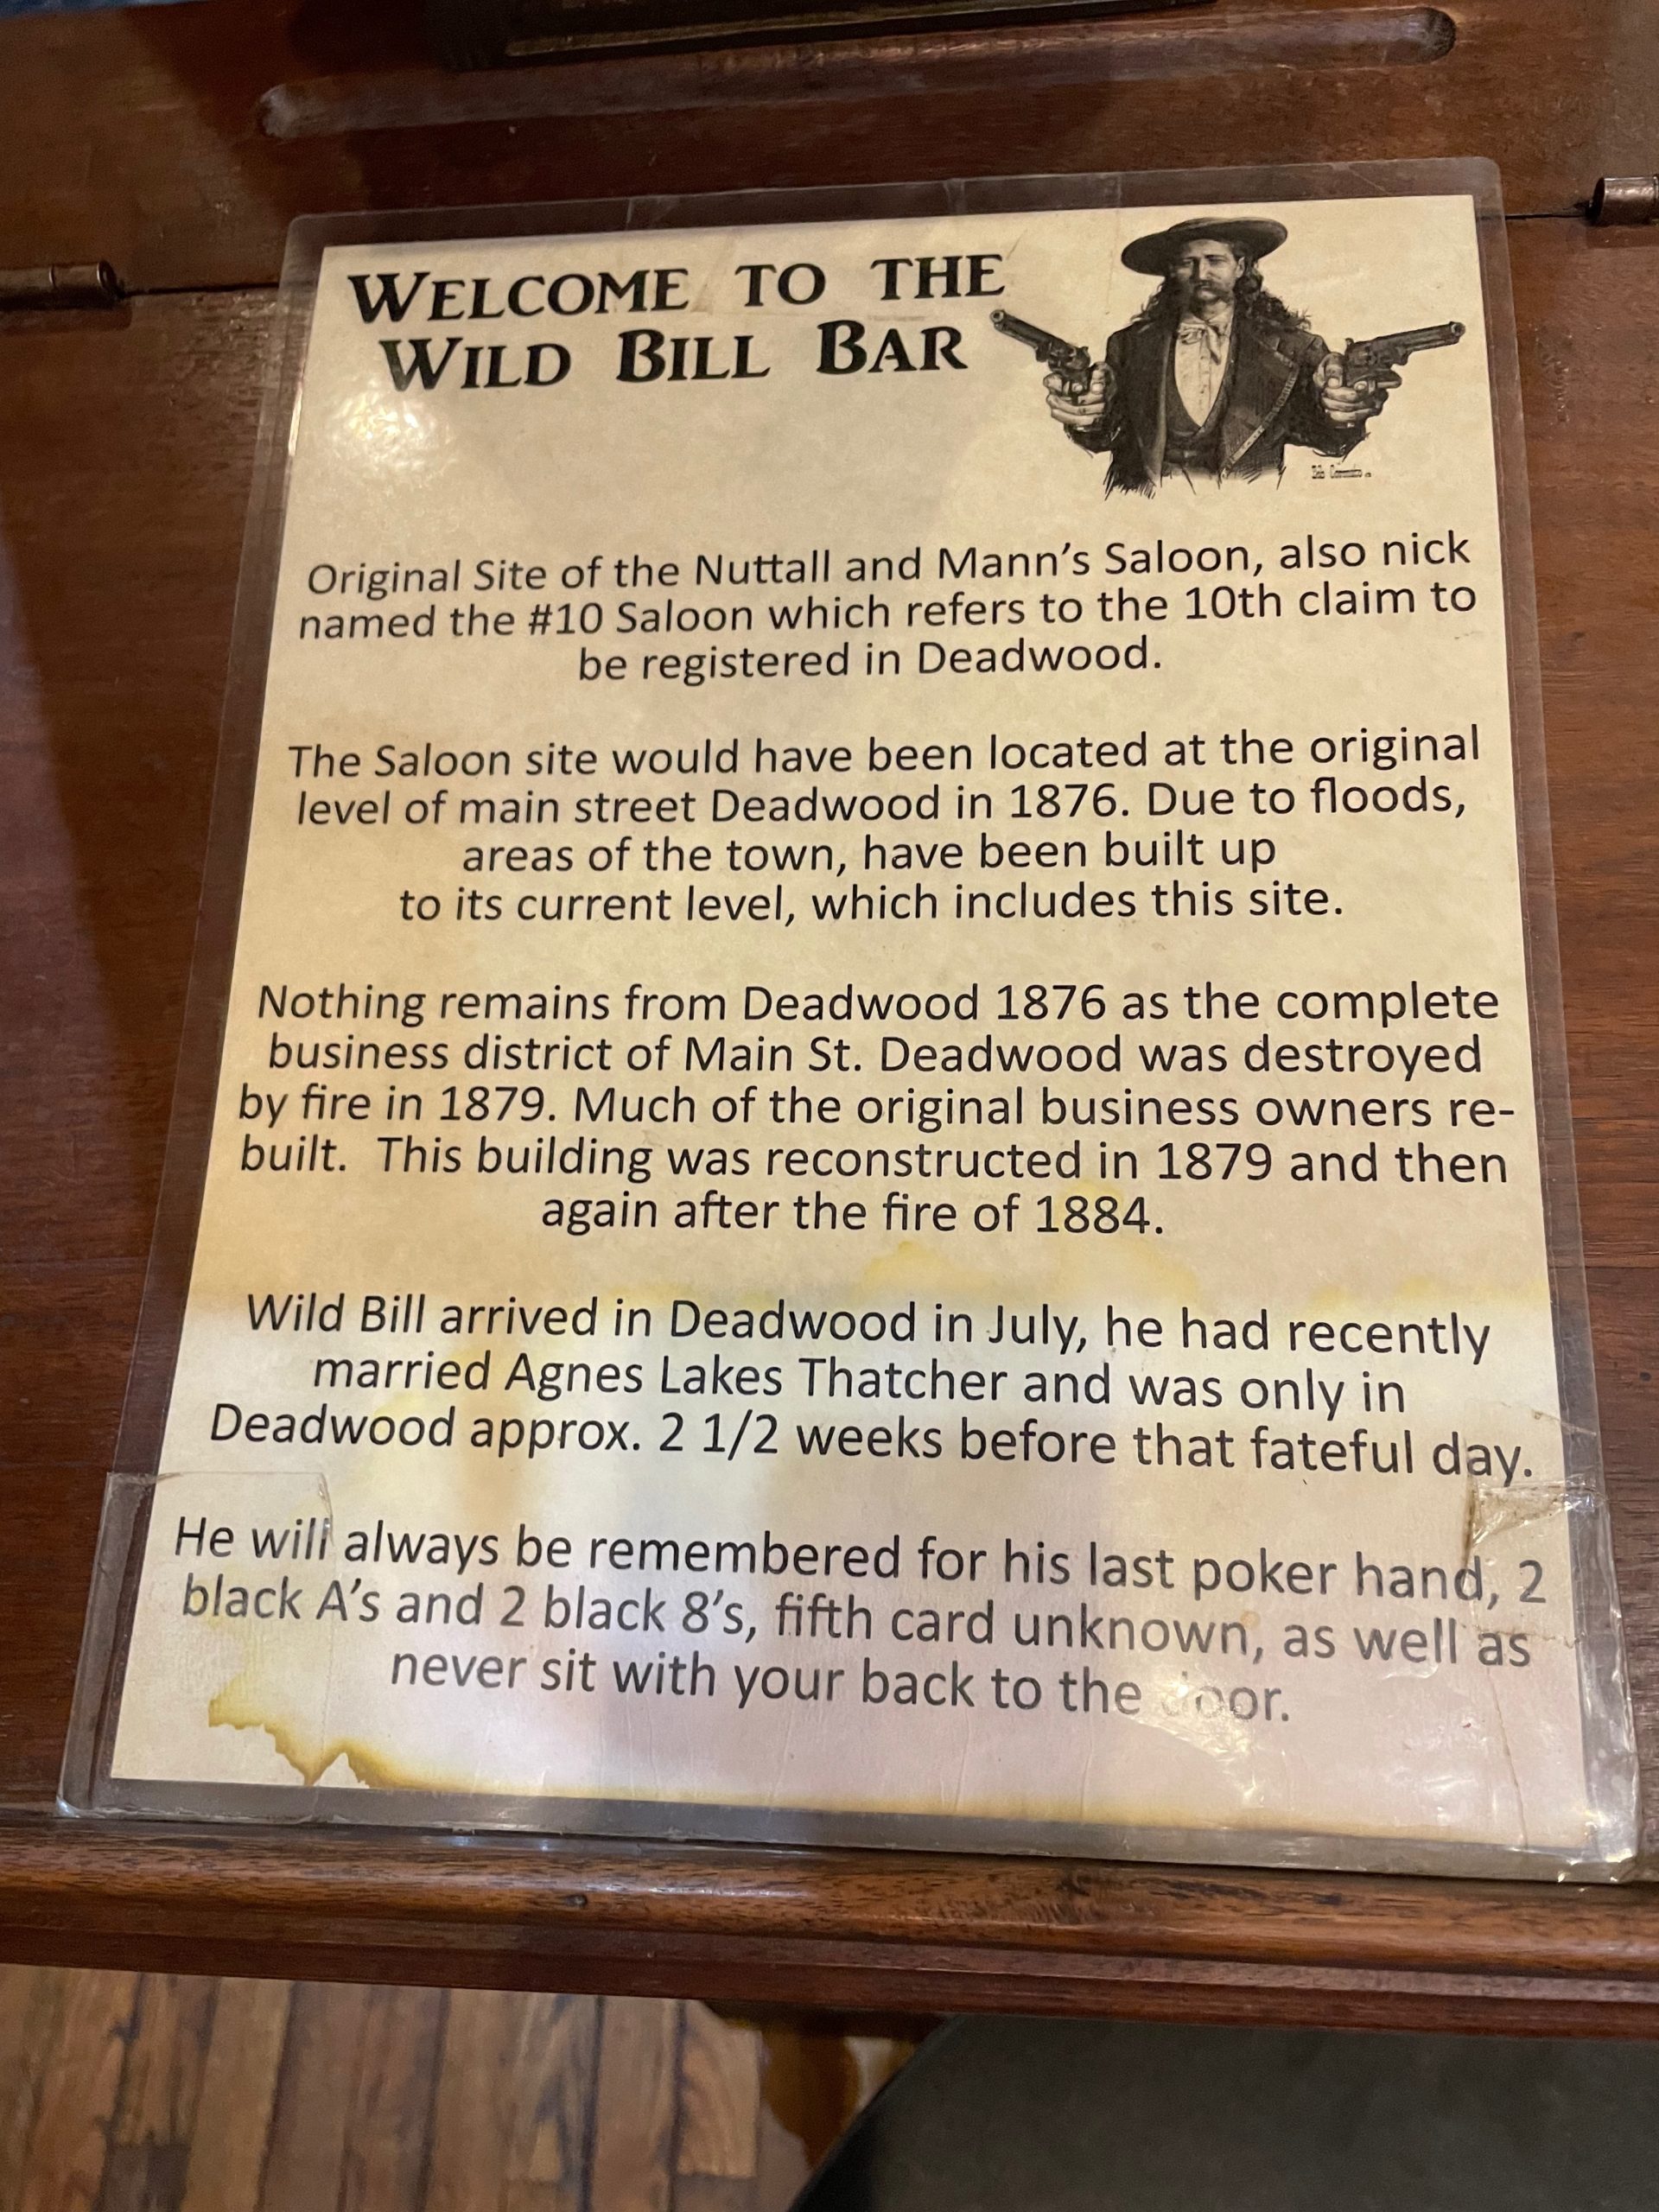 WELCOME TO THE
WILD BILL BAR
Original Site of the Nuttall and Mann's Saloon, also nick
named the #10 Saloon which refers to the 10th claim to
be registered in Deadwood.
The Saloon site would have been located at the original
level of main street Deadwood in 1876. Due to floods,
areas of the town, have been built up
to its current level, which includes this site.
Nothing remains from Deadwood 1876 as the complete
business district of Main St. Deadwood was destroyed
by fire in 1879. Much of the original business owners re-
built. This building was reconstructed in 1879 and then
again after the fire of 1884.
Wild Bill arrived in Deadwood in July, he had recently
married Agnes Lakes Thatcher and was only in
Deadwood approx. 2 1/2 weeks before that fateful day.
He will always be remembered for his last poker hand, 2
black A's and 2 black 8's, fifth card unknown, as well as
never sit with your back to the door.